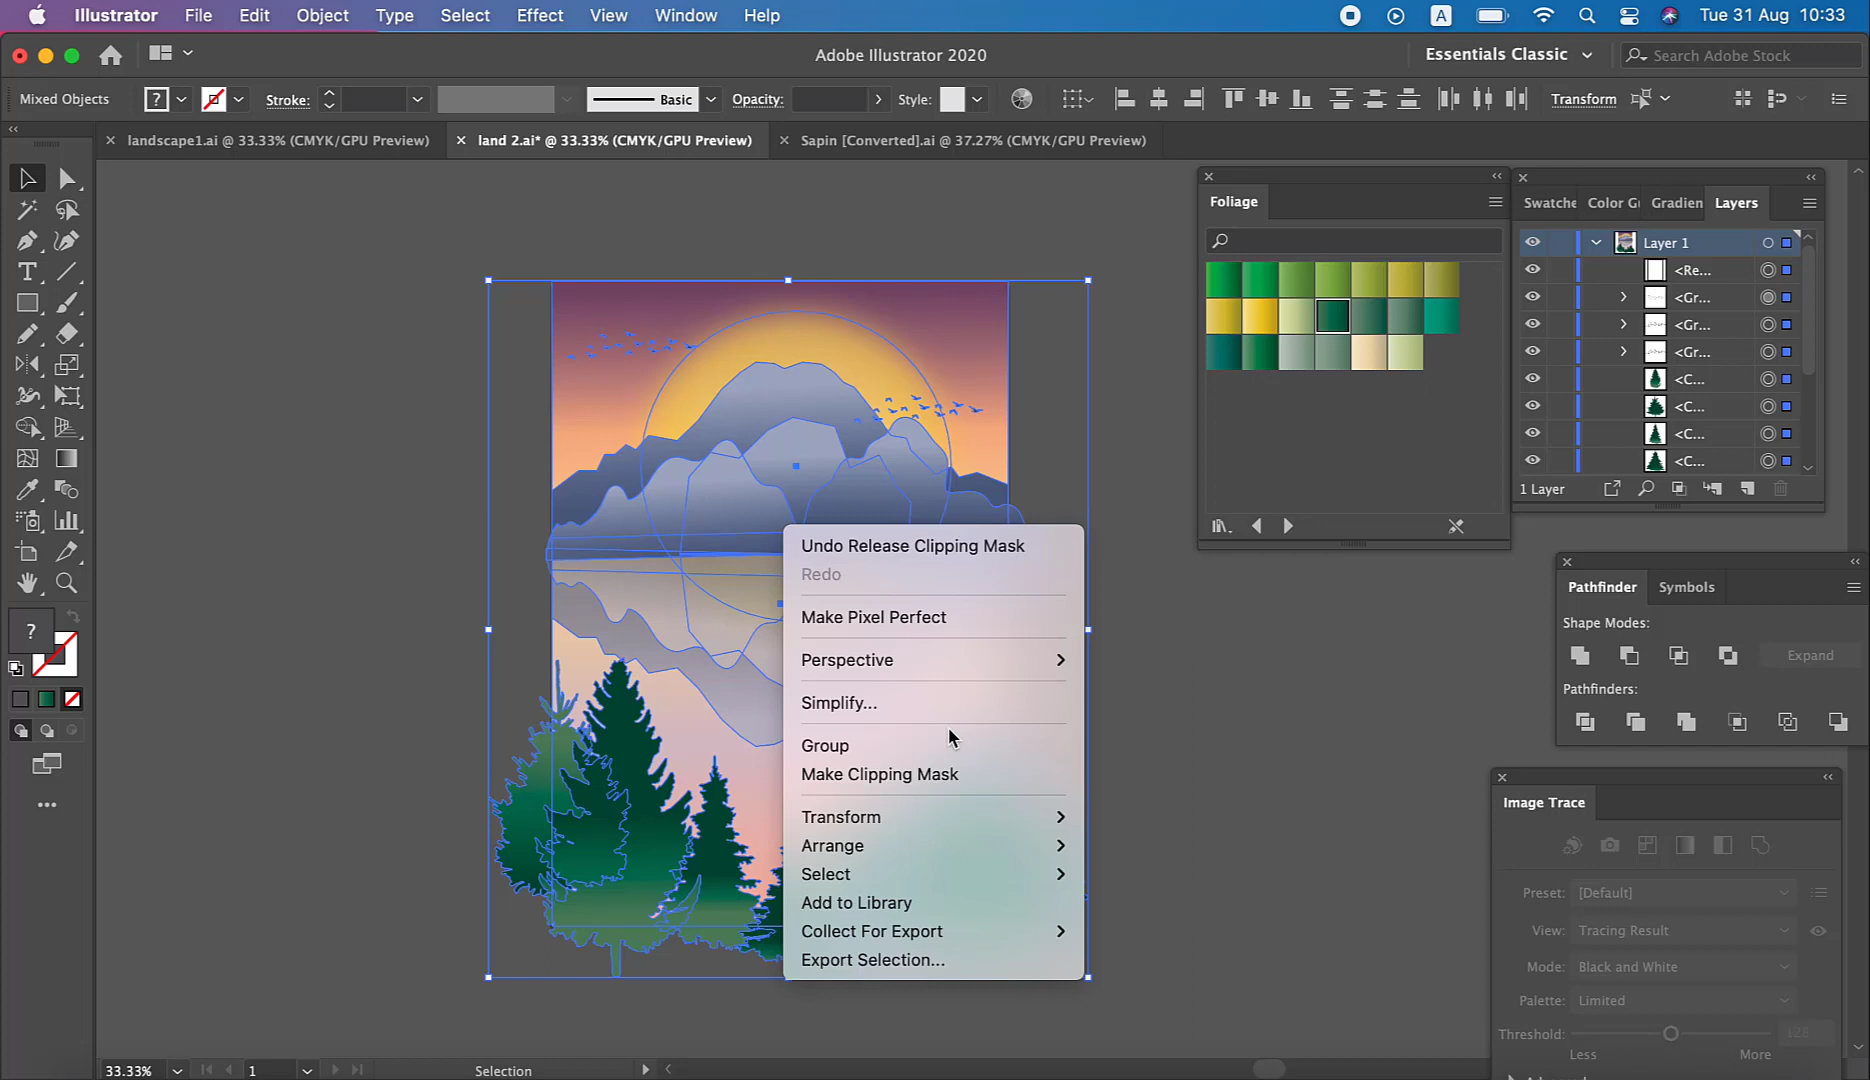 Illustrator File Edit Object Type Select Effect View Window Help A Tue 31 Aug 10:33
Adobe Illustrator 2020 Essentials Classic Search Adobe Stock
Mixed Objects ? Stroke: Basic Opacity: Style: Transform
landscape1.ai @ 33.33% (CMYK/GPU Preview) land 2.ai* @ 33.33% (CMYK/GPU Preview) Sapin [Converted].ai @ 37.27% (CMYK/GPU Preview)
Foliage
Swatche Color Gu Gradien Layers
Layer 1
<Re...
<Gr...
<Gr...
<Gr...
<C...
<C...
<C...
<C...
1 Layer
Undo Release Clipping Mask
Redo
Make Pixel Perfect
Perspective
Simplify...
Group
Make Clipping Mask
Transform
Arrange
Select
Add to Library
Collect For Export
Export Selection...
Pathfinder Symbols
Shape Modes:
Expand
Pathfinders:
Image Trace
Preset: [Default]
View: Tracing Result
Mode: Black and White
Palette: Limited
Threshold: 128
Less More
?
33.33% 1 Selection